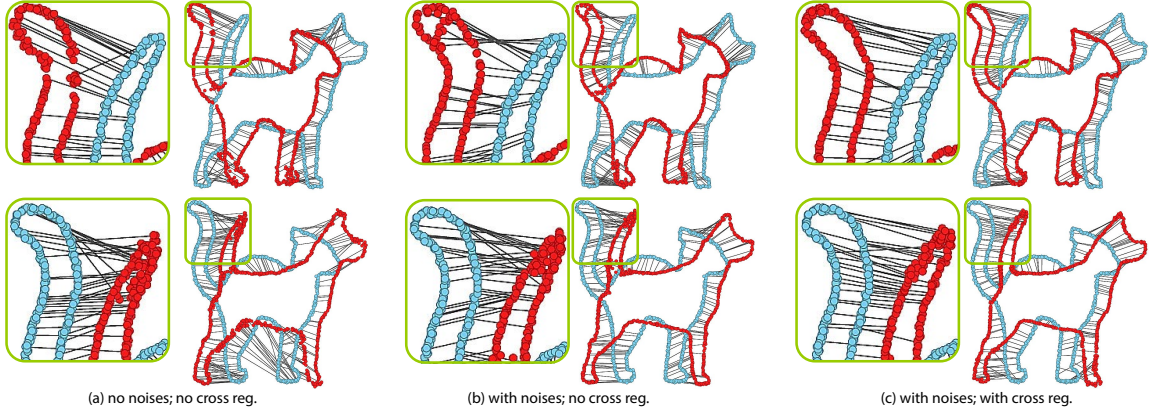 (a) no noises; no cross reg.
(b) with noises; no cross reg.
(c) with noises; with cross reg.